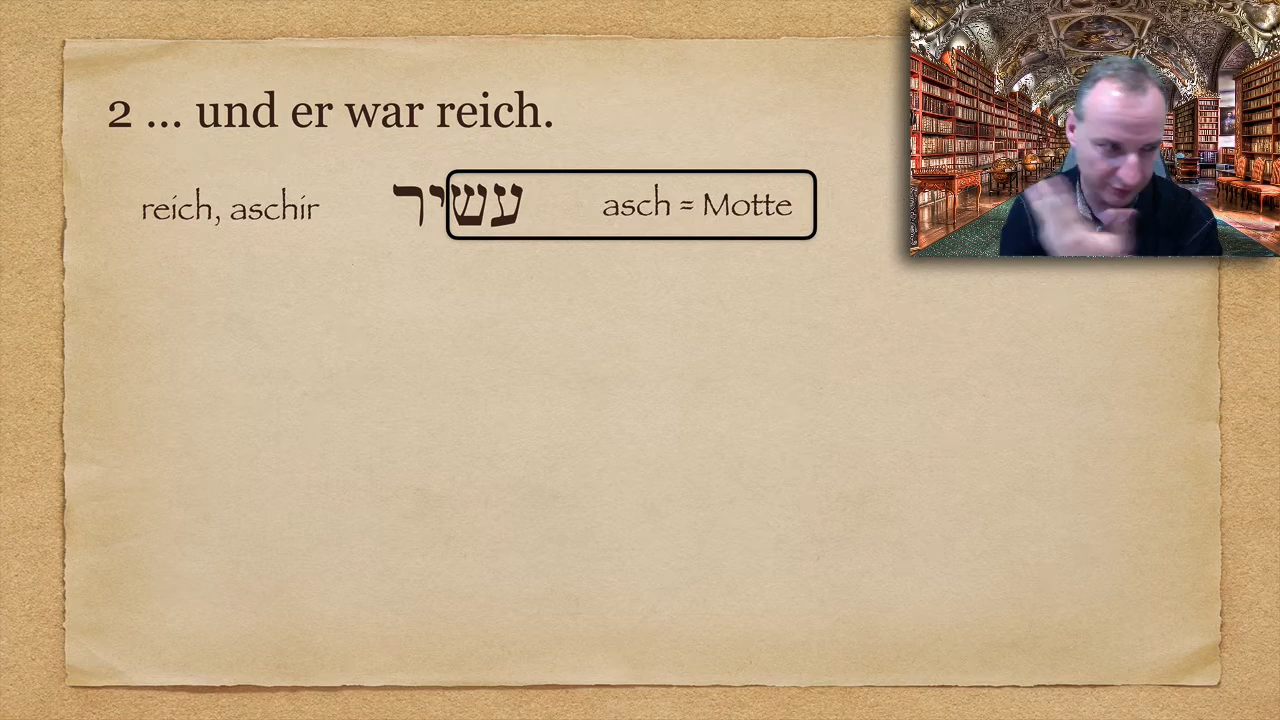 2 ... und er war reich.
reich, aschir עשיר asch = Motte